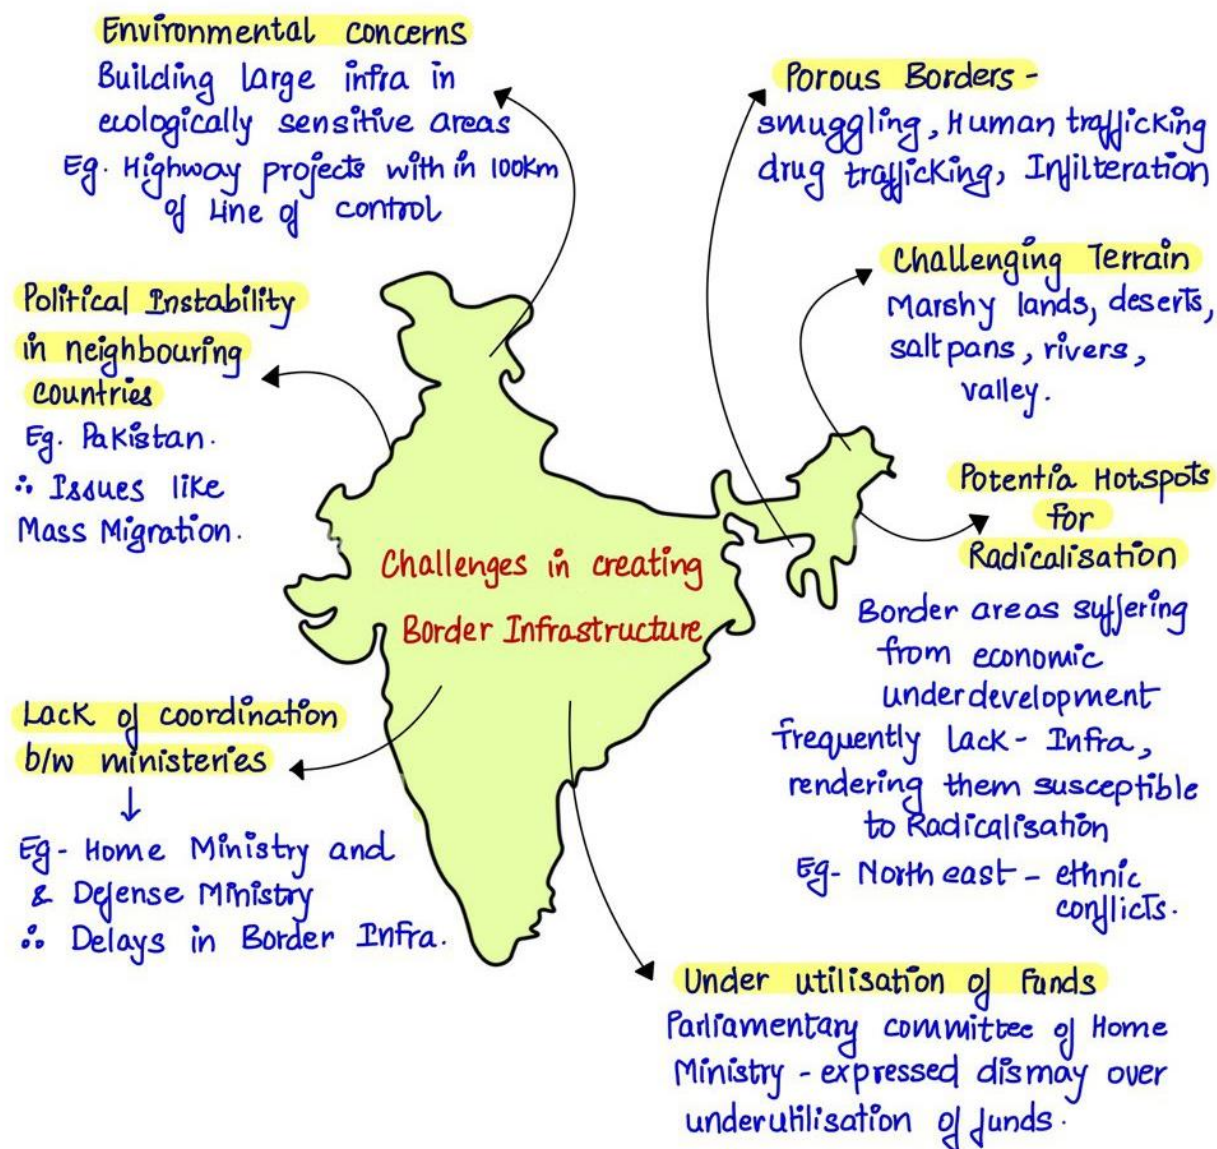 Environmental concerns
Building large infra in
ecologically sensitive areas
Eg. Highway projects with in 100km
of Line of control
Porous Borders -
smuggling, Human trafficking
drug trafficking, Infilteration
Challenging Terrain
Marshy lands, deserts,
salt pans, rivers,
valley.
Political Instability
in neighbouring
countries
Eg. Pakistan.
∴ Issues like
Mass Migration.
Potentia Hotspots
for
Radicalisation
Border areas suffering
from economic
underdevelopment
frequently lack - Infra,
rendering them susceptible
to Radicalisation
Eg - North east - ethnic
conflicts.
Challenges in creating
Border Infrastructure
Lack of coordination
b/w ministeries
↓
Eg - Home Ministry and
& Defense Ministry
∴ Delays in Border Infra.
Under utilisation of Funds
Parliamentary committee of Home
Ministry - expressed dismay over
underutilisation of funds.